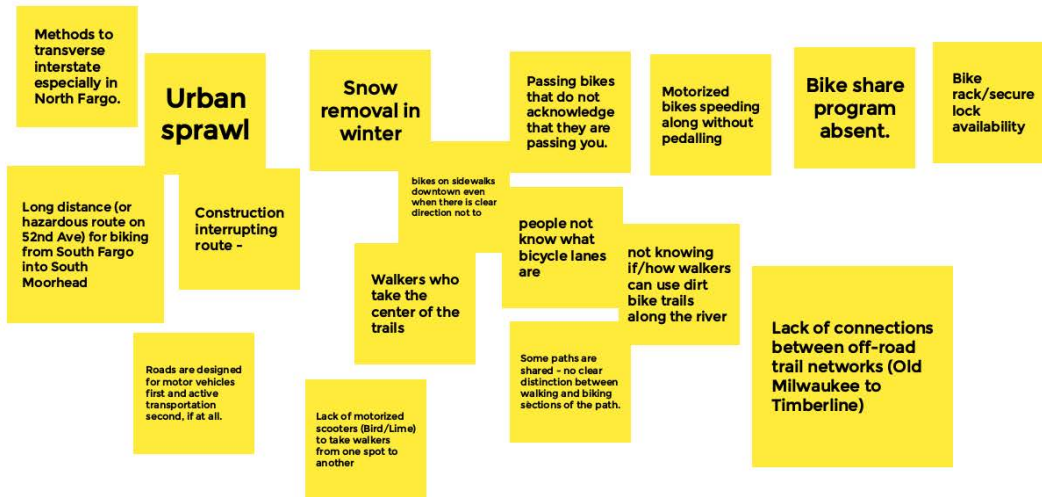 Methods to
transverse
interstate
especially in
North Fargo.
Urban
sprawl
Snow
removal in
winter
Passing bikes
that do not
acknowledge
that they are
passing you.
Motorized
bikes speeding
along without
pedalling
Bike share
program
absent.
Bike
rack/secure
lock
availability
Long distance (or
hazardous route on
52nd Ave) for biking
from South Fargo
into South
Moorhead
Construction
interrupting
route -
bikes on sidewalks
downtown even
when there is clear
direction not to
people not
know what
bicycle lanes
are
not knowing
if/how walkers
can use dirt
bike trails
along the river
Walkers who
take the
center of the
trails
Lack of connections
between off-road
trail networks (Old
Milwaukee to
Timberline)
Roads are designed
for motor vehicles
first and active
transportation
second, if at all.
Some paths are
shared - no clear
distinction between
walking and biking
sections of the path.
Lack of motorized
scooters (Bird/Lime)
to take walkers
from one spot to
another